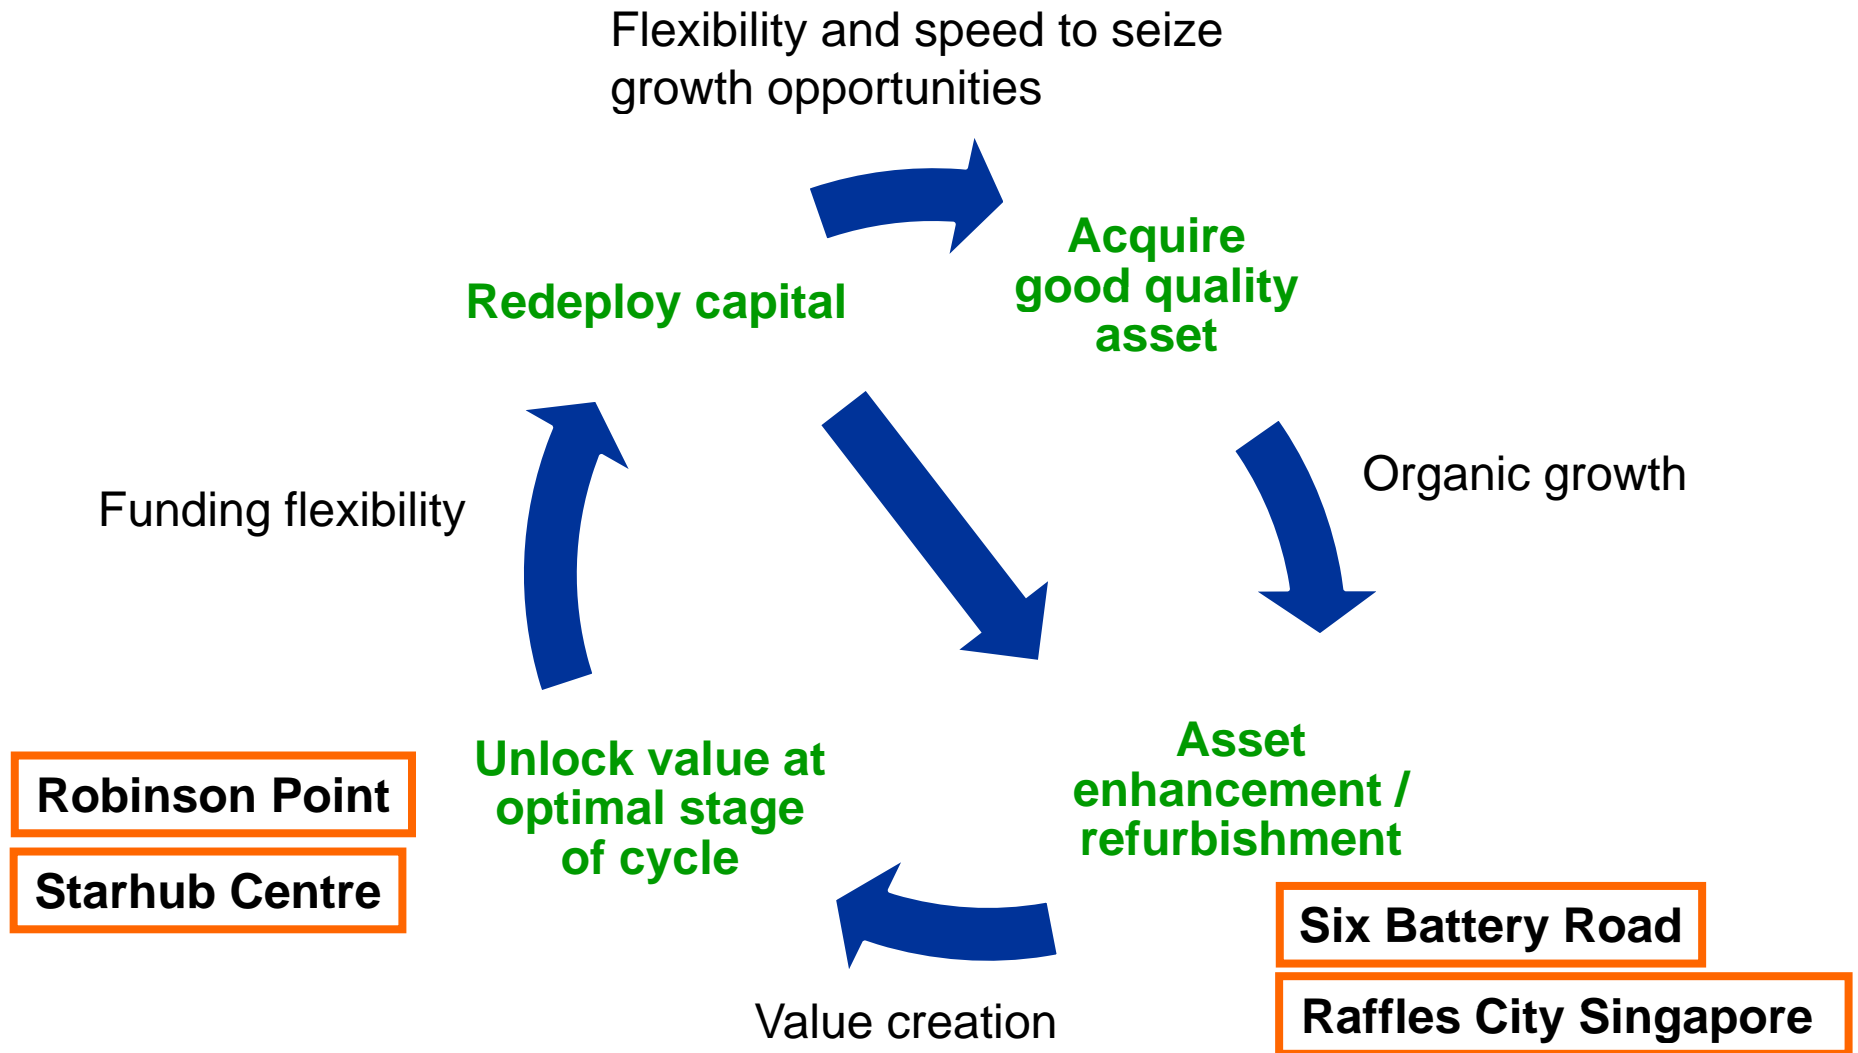 Flexibility and speed to seize
growth opportunities
Acquire
good quality
asset
Redeploy capital
Organic growth
Funding flexibility
Asset
enhancement /
refurbishment
Unlock value at
optimal stage
of cycle
Robinson Point
Starhub Centre
Six Battery Road
Raffles City Singapore
Value creation